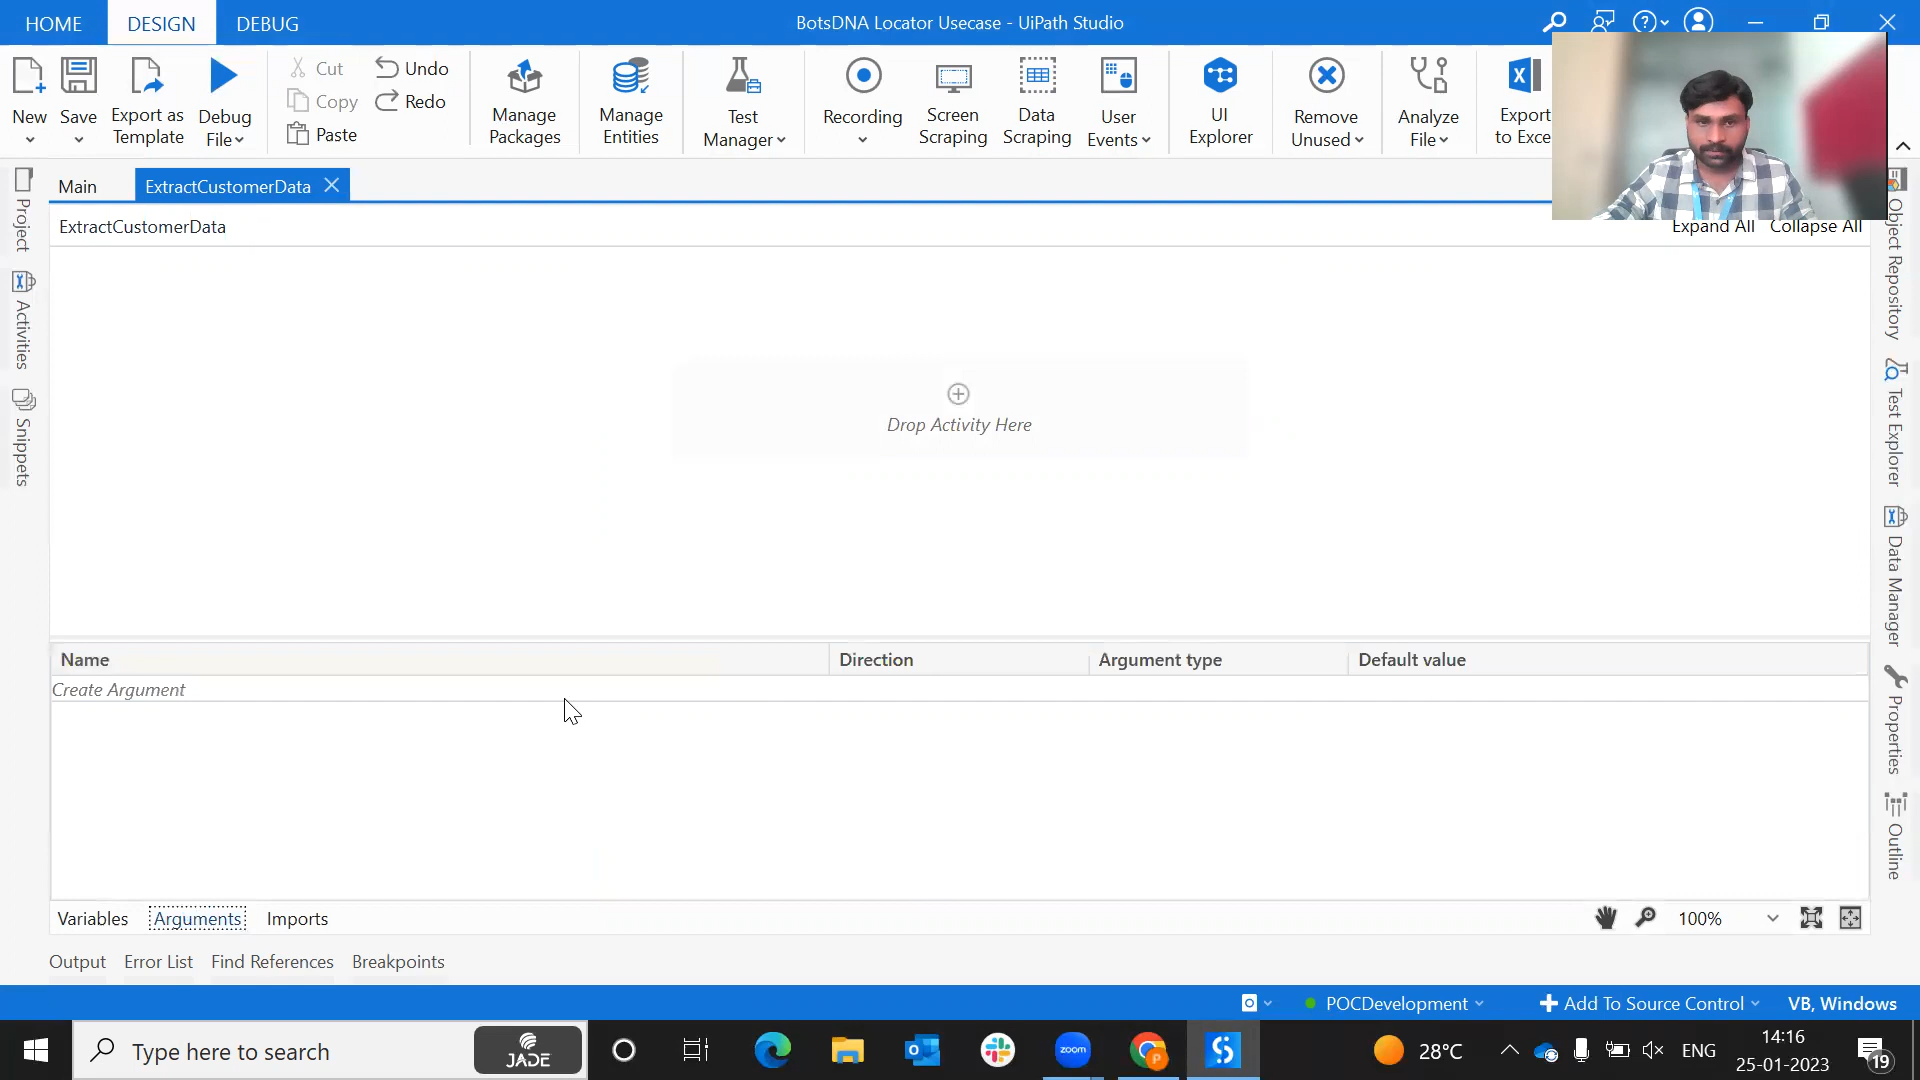 HOME DESIGN DEBUG BotsDNA Locator Usecase - UiPath Studio
New Save Export as Template Debug File Cut Copy Paste Undo Redo Manage Packages Manage Entities Test Manager Recording Screen Scraping Data Scraping User Events UI Explorer Remove Unused Analyze File Export to Exce
Main ExtractCustomerData
ExtractCustomerData Expand All Collapse All
Project
Activities
Snippets
Object Repository
Test Explorer
Data Manager
Properties
Outline
Drop Activity Here
Name Direction Argument type Default value
Create Argument
Variables Arguments Imports 100%
Output Error List Find References Breakpoints
POCDevelopment Add To Source Control VB, Windows
Type here to search JADE zoom P 28°C ENG 14:16
25-01-2023 19